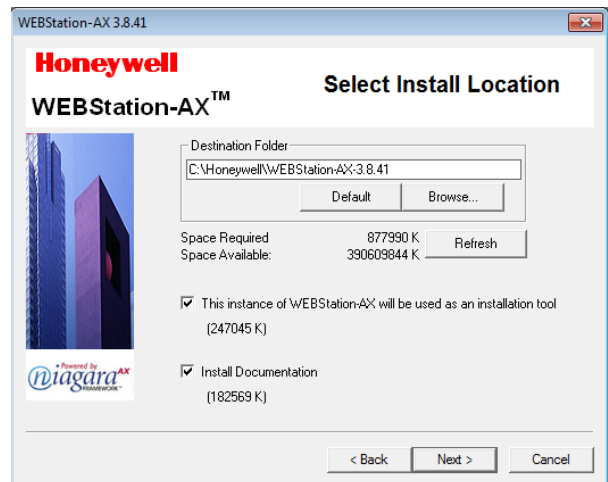 WEBStation-AX 3.8.41
Honeywell
WEBStation-AX™
Select Install Location
Destination Folder
C:\Honeywell\WEBStation-AX-3.8.41
Default
Browse...
Space Required 877990 K
Refresh
Space Available: 390609844 K
This instance of WEBStation-AX will be used as an installation tool
(247045 K)
Install Documentation
(182569 K)
Powered by
niagara AX
FRAMEWORK
< Back
Next >
Cancel